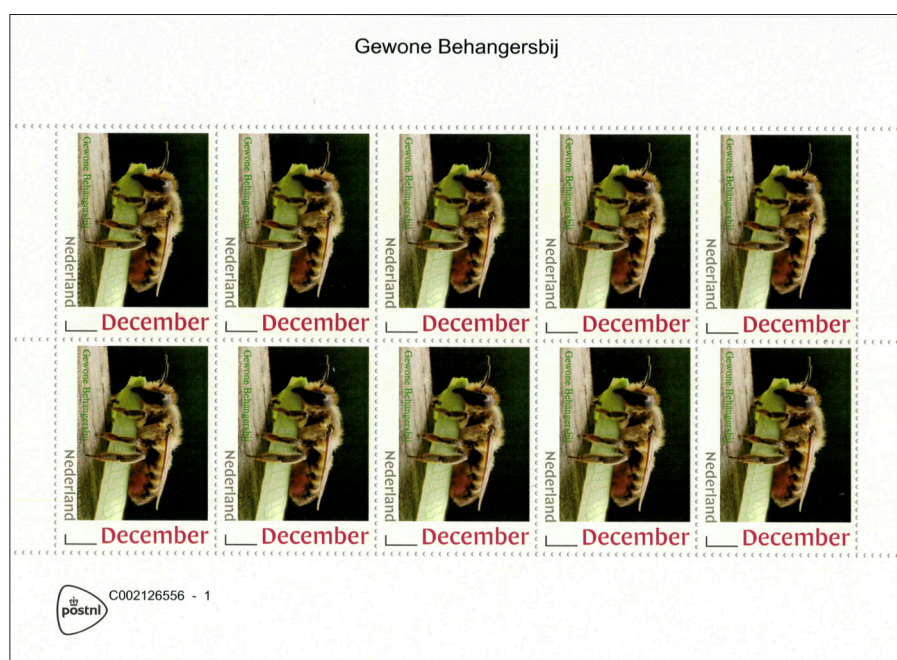 Gewone Behangersbij
Gewone Behangersbij
Nederland
December
Gewone Behangersbij
Nederland
December
Gewone Behangersbij
Nederland
December
Gewone Behangersbij
Nederland
December
Gewone Behangersbij
Nederland
December
Gewone Behangersbij
Nederland
December
Gewone Behangersbij
Nederland
December
Gewone Behangersbij
Nederland
December
Gewone Behangersbij
Nederland
December
Gewone Behangersbij
Nederland
December
postnl
C002126556 - 1